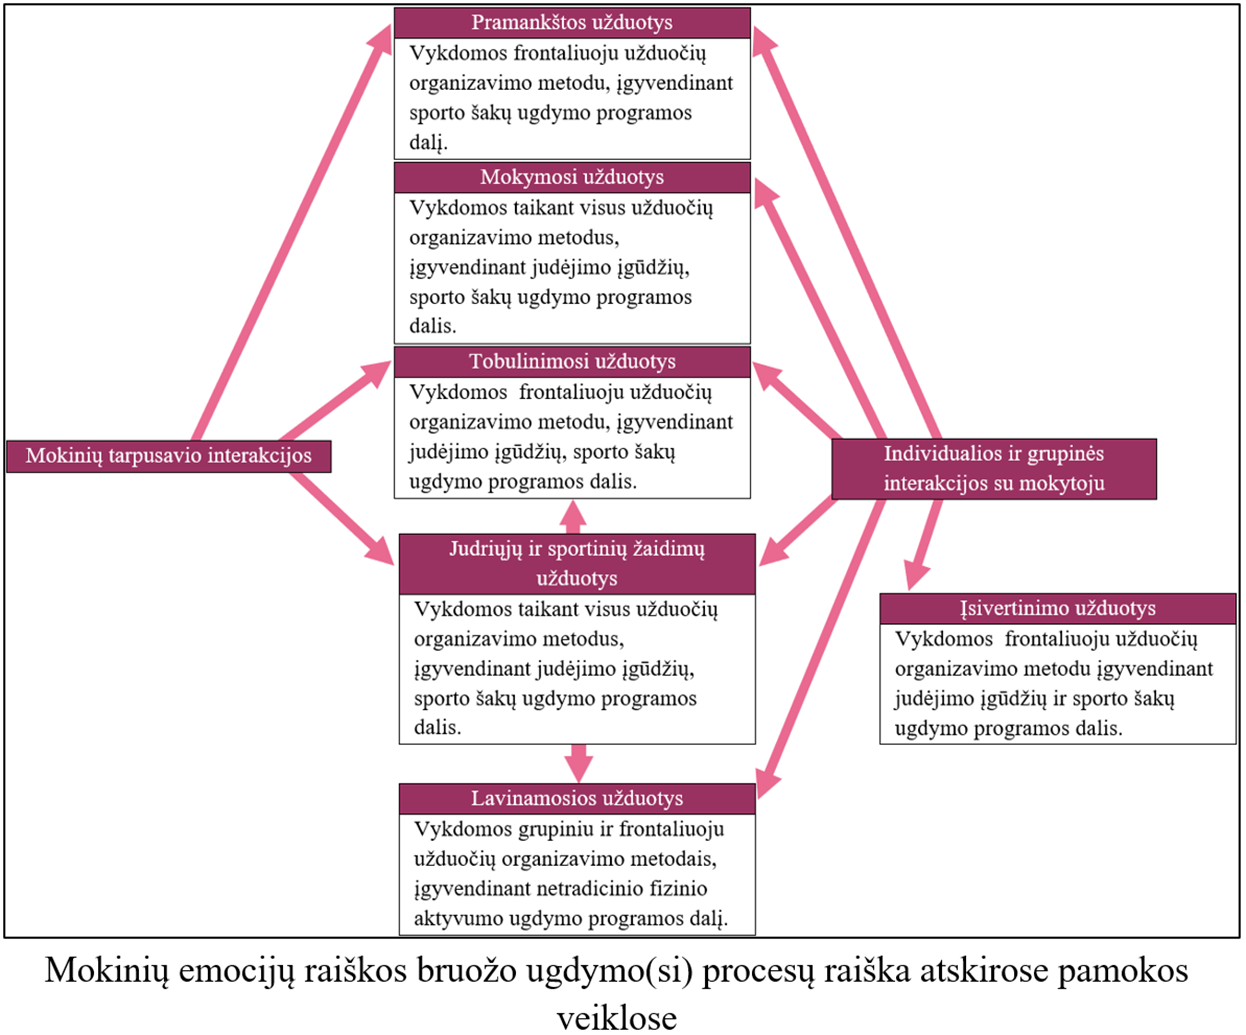 Pramankštos užduotys
Vykdomos frontaliuoju užduočių
organizavimo metodu, įgyvendinant
sporto šakų ugdymo programos
dalį.
Mokymosi užduotys
Vykdomos taikant visus užduočių
organizavimo metodus,
įgyvendinant judėjimo įgūdžių,
sporto šakų ugdymo programos
dalis.
Tobulinimosi užduotys
Vykdomos frontaliuoju užduočių
organizavimo metodu, įgyvendinant
judėjimo įgūdžių, sporto šakų
ugdymo programos dalis.
Mokinių tarpusavio interakcijos
Individualios ir grupinės
interakcijos su mokytoju
Judriųjų ir sportinių žaidimų
užduotys
Vykdomos taikant visus užduočių
organizavimo metodus,
įgyvendinant judėjimo įgūdžių,
sporto šakų ugdymo programos
dalis.
Įsivertinimo užduotys
Vykdomos frontaliuoju užduočių
organizavimo metodu įgyvendinant
judėjimo įgūdžių ir sporto šakų
ugdymo programos dalis.
Lavinamosios užduotys
Vykdomos grupiniu ir frontaliuoju
užduočių organizavimo metodais,
įgyvendinant netradicinio fizinio
aktyvumo ugdymo programos dalį.
Mokinių emocijų raiškos bruožo ugdymo(si) procesų raiška atskirose pamokos
veiklose